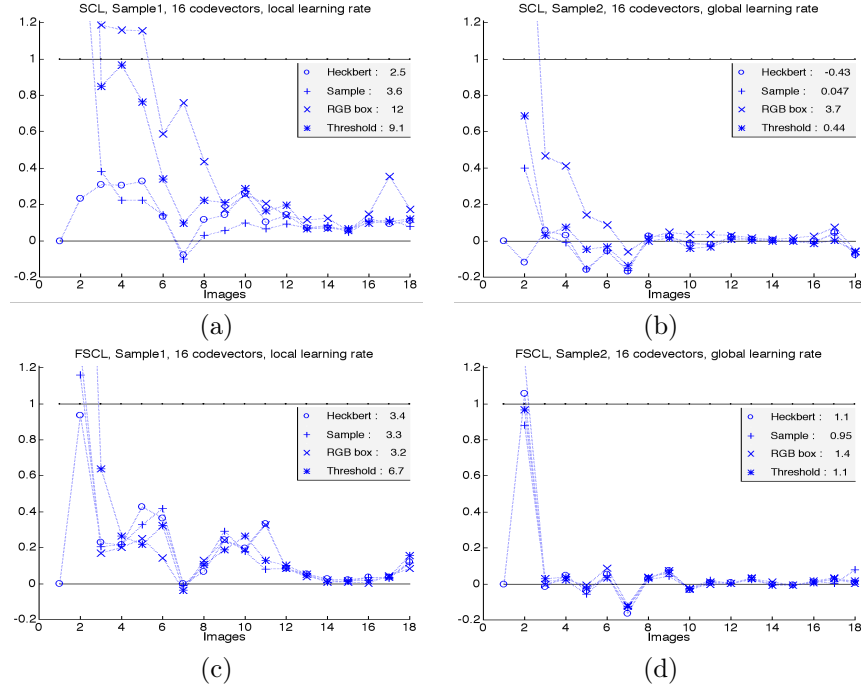 SCL, Sample1, 16 codevectors, local learning rate
1.2
1
0.8
0.6
0.4
0.2
0
-0.2
0 2 4 6 8 10 12 14 16 18
Images
Heckbert : 2.5
Sample : 3.6
RGB box : 12
Threshold : 9.1
(a)
SCL, Sample2, 16 codevectors, global learning rate
1.2
1
0.8
0.6
0.4
0.2
0
-0.2
0 2 4 6 8 10 12 14 16 18
Images
Heckbert : -0.43
Sample : 0.047
RGB box : 3.7
Threshold : 0.44
(b)
FSCL, Sample1, 16 codevectors, local learning rate
1.2
1
0.8
0.6
0.4
0.2
0
-0.2
0 2 4 6 8 10 12 14 16 18
Images
Heckbert : 3.4
Sample : 3.3
RGB box : 3.2
Threshold : 6.7
(c)
FSCL, Sample2, 16 codevectors, global learning rate
1.2
1
0.8
0.6
0.4
0.2
0
-0.2
0 2 4 6 8 10 12 14 16 18
Images
Heckbert : 1.1
Sample : 0.95
RGB box : 1.4
Threshold : 1.1
(d)